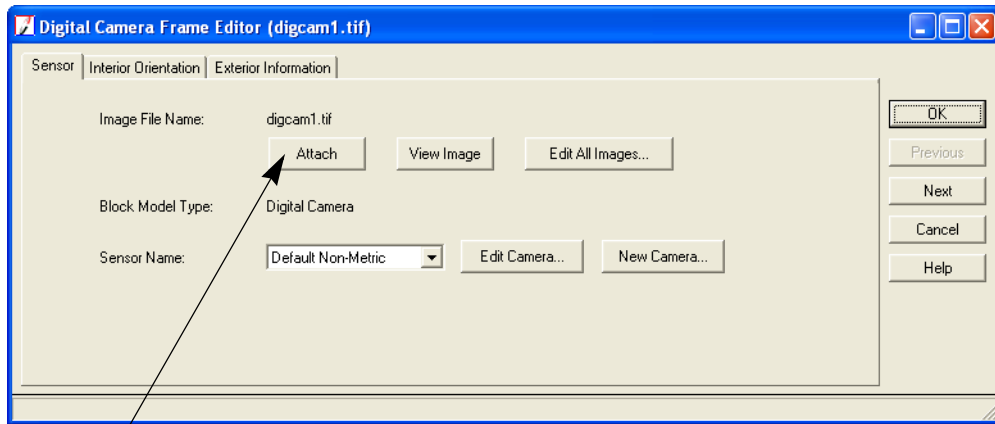 Digital Camera Frame Editor (digcam1.tif)
Sensor Interior Orientation Exterior Information
Image File Name: digcam1.tif
Attach View Image Edit All Images...
Block Model Type: Digital Camera
Sensor Name: Default Non-Metric Edit Camera... New Camera...
OK
Previous
Next
Cancel
Help